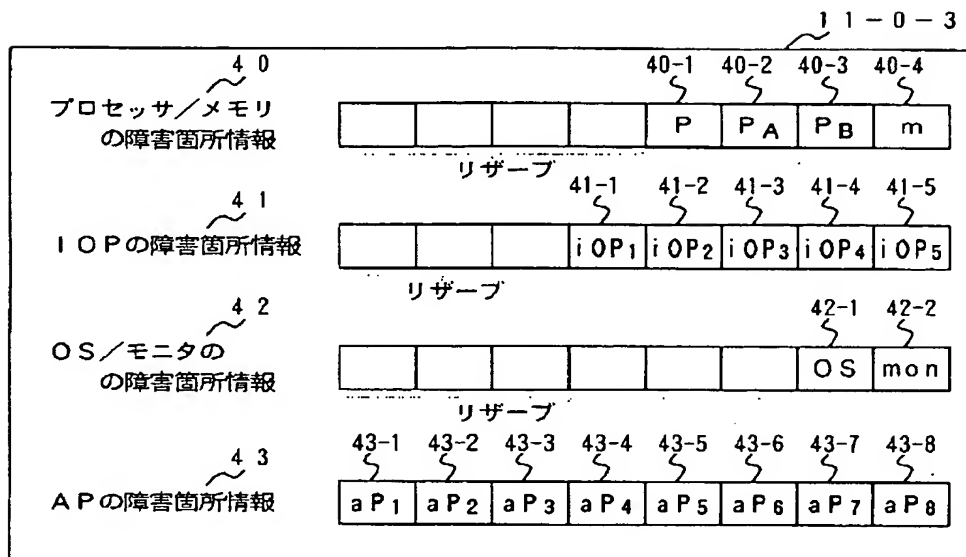 11-0-3
40 40-1 40-2 40-3 40-4
プロセッサ/メモリ
の障害箇所情報 P PA PB m
リザーブ
41 41-1 41-2 41-3 41-4 41-5
IOPの障害箇所情報 iOP1 iOP2 iOP3 iOP4 iOP5
リザーブ
42 42-1 42-2
OS/モニタの
の障害箇所情報 OS mon
リザーブ
43 43-1 43-2 43-3 43-4 43-5 43-6 43-7 43-8
APの障害箇所情報 aP1 aP2 aP3 aP4 aP5 aP6 aP7 aP8